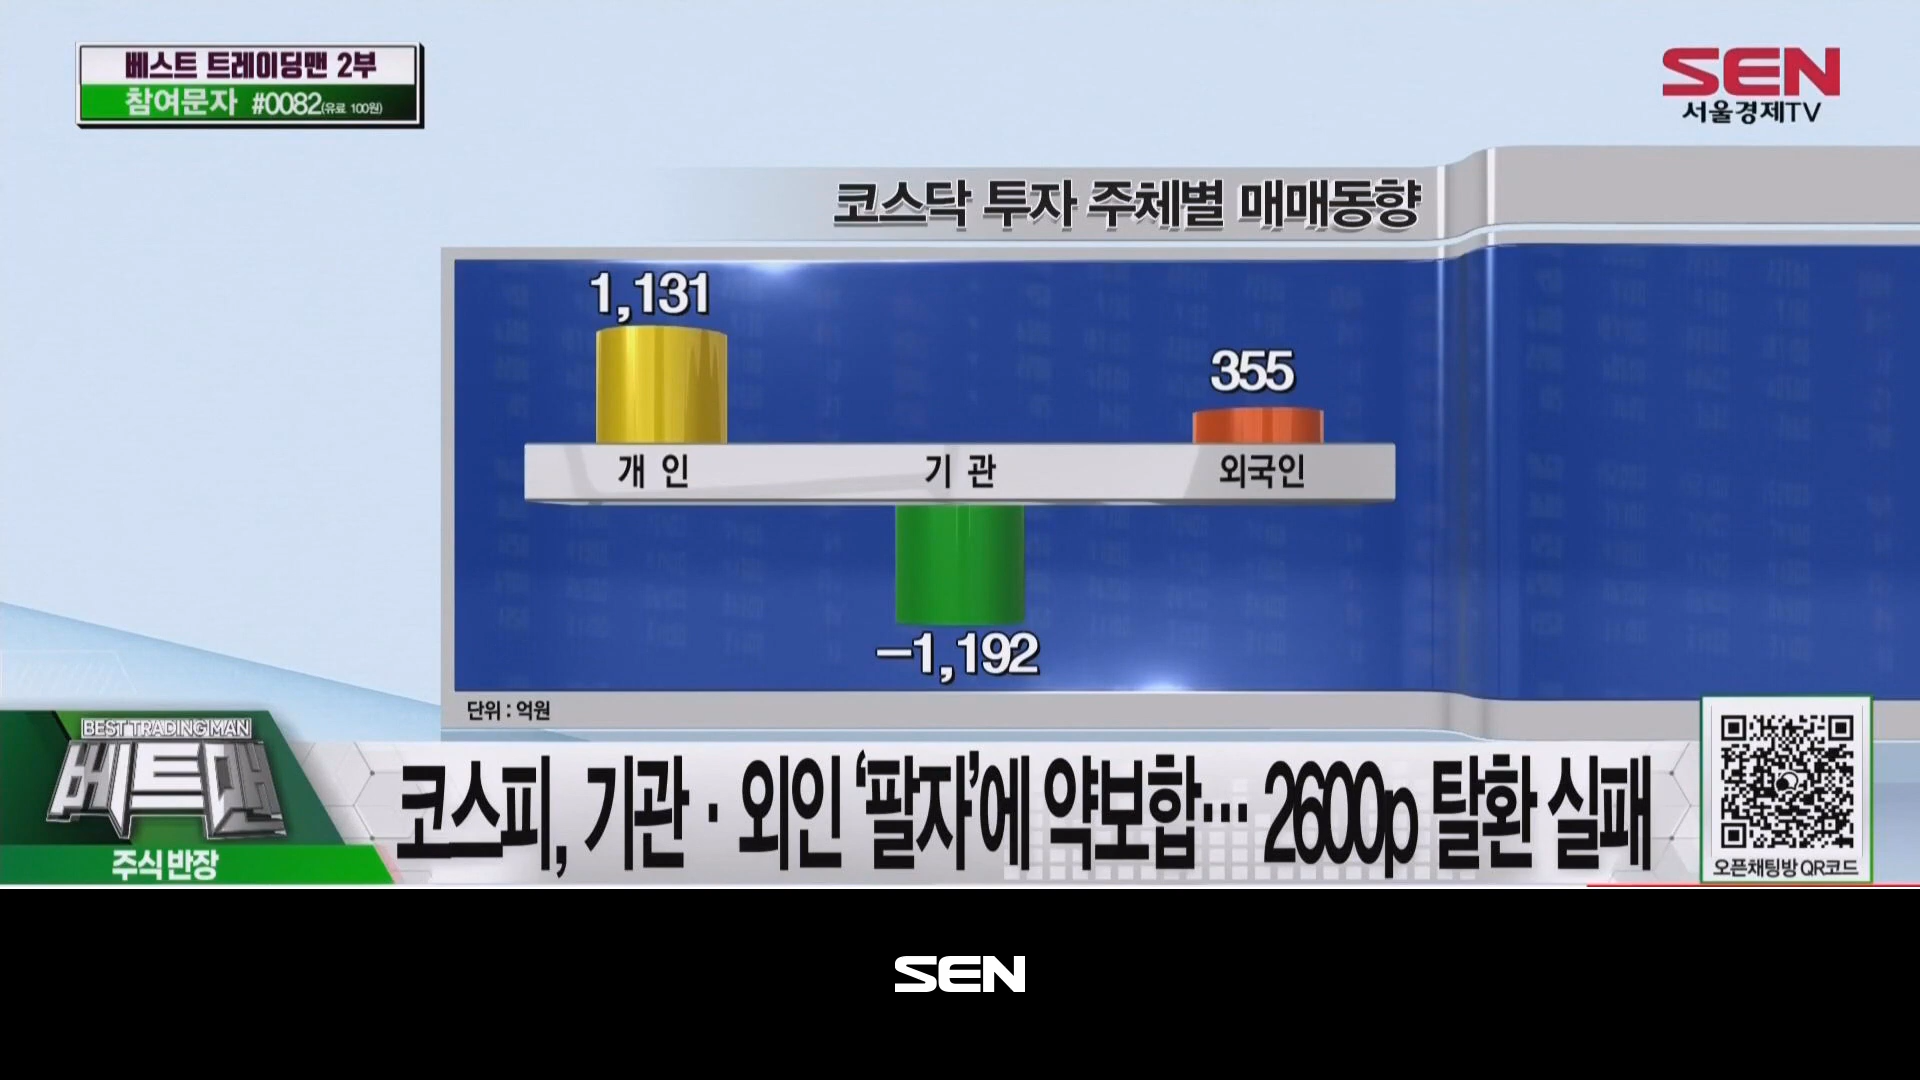 베스트 트레이딩맨 2부
참여문자 #0082(유료 100원)
SEN
서울경제TV
코스닥 투자 주체별 매매동향
1,131
355
개인
기관
외국인
-1,192
단위 : 억원
BEST TRADING MAN
베트맨
주식반장
코스피, 기관·외인 ‘팔자’에 약보합… 2600p 탈환 실패
오픈채팅방 QR코드
SEN